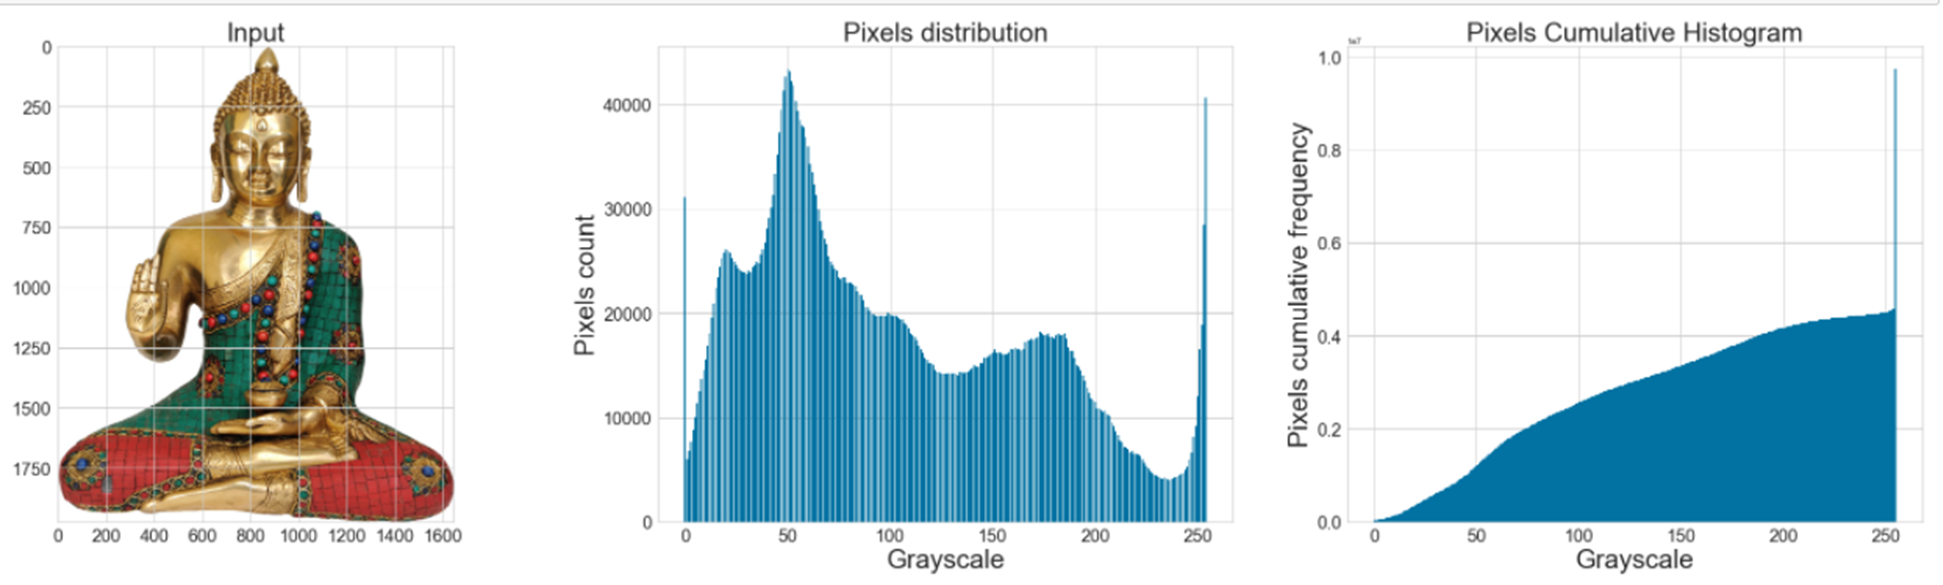 Input
0
250
500
750
1000
1250
1500
1750
0 200 400 600 800 1000 1200 1400 1600
Pixels distribution
Pixels count
40000
30000
20000
10000
0
0 50 100 150 200 250
Grayscale
Pixels Cumulative Histogram
1e7
Pixels cumulative frequency
1.0
0.8
0.6
0.4
0.2
0.0
0 50 100 150 200 250
Grayscale